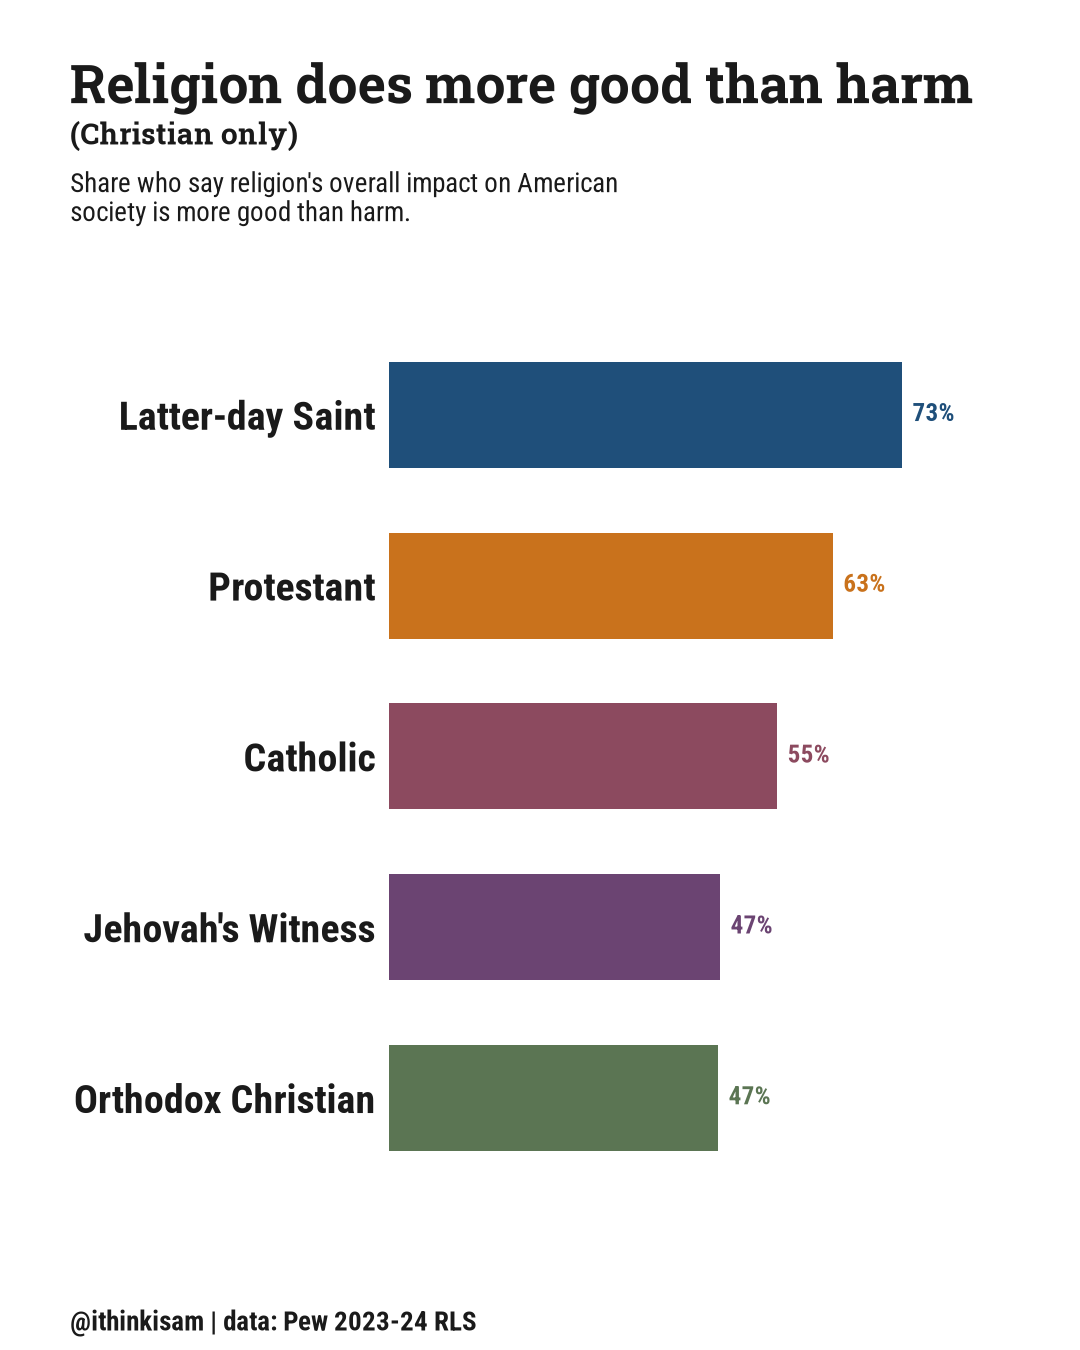 Religion does more good than harm
(Christian only)
Share who say religion's overall impact on American
society is more good than harm.
Latter-day Saint 73%
Protestant 63%
Catholic 55%
Jehovah's Witness 47%
Orthodox Christian 47%
@ithinkisam | data: Pew 2023-24 RLS